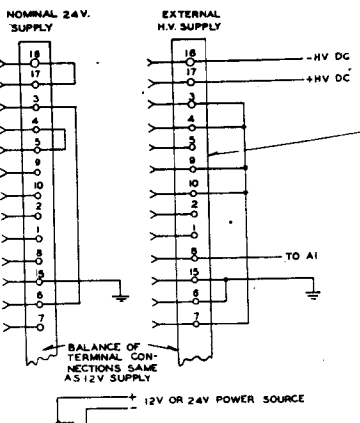 NOMINAL 24V.
SUPPLY
18
17
3
4
5
9
10
2
1
8
15
6
7
EXTERNAL
H.V. SUPPLY
18
17
3
4
5
9
10
2
1
8
15
6
7
-HV DC
+HV DC
TO A1
BALANCE OF
TERMINAL CON-
NECTIONS SAME
AS 12V SUPPLY
+ 12V OR 24V POWER SOURCE
-